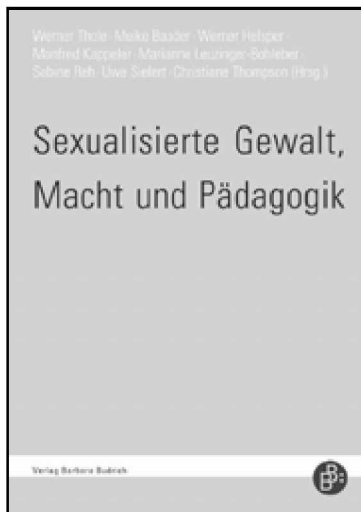 Werner Thole · Meike Baader · Werner Helsper ·
Manfred Kappeler · Marianne Leuzinger-Bohleber ·
Sabine Reh · Uwe Sielert · Christiane Thompson (Hrsg.)
Sexualisierte Gewalt,
Macht und Pädagogik
Verlag Barbara Budrich
B B: